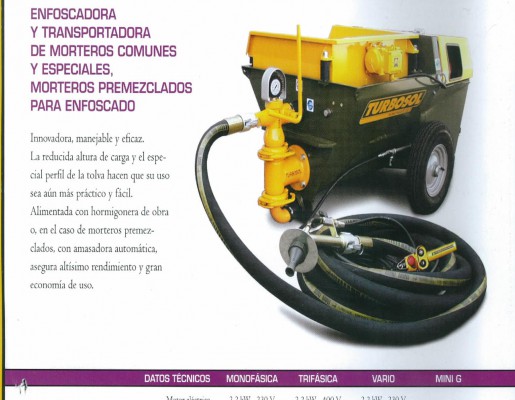 ENFOSCADORA
Y TRANSPORTADORA
DE MORTEROS COMUNES
Y ESPECIALES,
MORTEROS PREMEZCLADOS
PARA ENFOSCADO
Innovadora, manejable y eficaz.
La reducida altura de carga y el espe-
cial perfil de la tolva hacen que su uso
sea aún más práctico y fácil.
Alimentada con hormigonera de obra
o, en el caso de morteros premez-
clados, con amasadora automática,
asegura altísimo rendimiento y gran
economía de uso.
TURBOSOL
DATOS TÉCNICOS MONOFÁSICA TRIFÁSICA VARIO MINI G